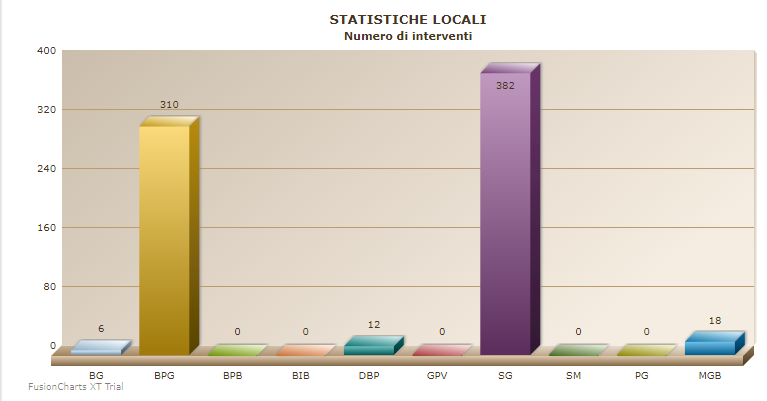 STATISTICHE LOCALI
Numero di interventi
400
320
240
160
80
0
6
310
0
0
12
0
382
0
0
18
BG
BPG
BPB
BIB
DBP
GPV
SG
SM
PG
MGB
FusionCharts XT Trial